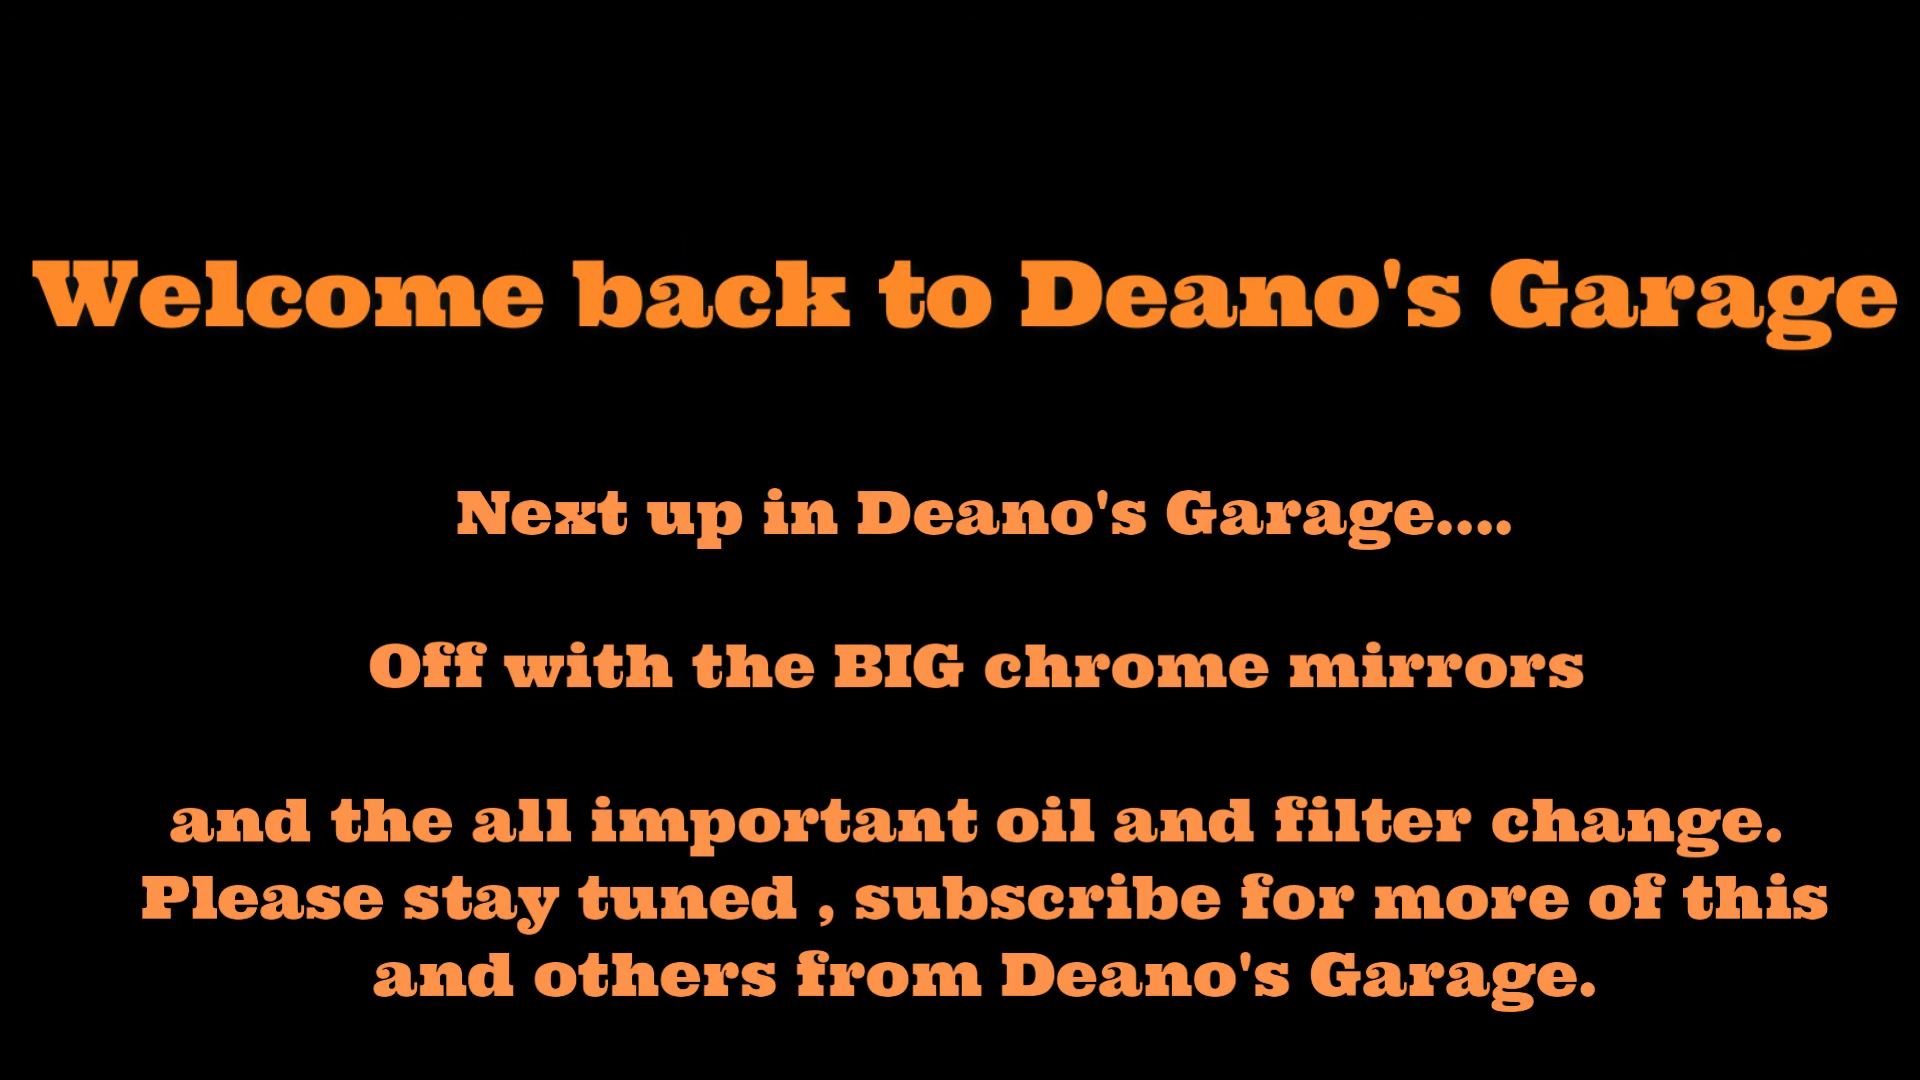 Welcome back to Deano's Garage
Next up in Deano's Garage....
Off with the BIG chrome mirrors
and the all important oil and filter change.
Please stay tuned , subscribe for more of this
and others from Deano's Garage.